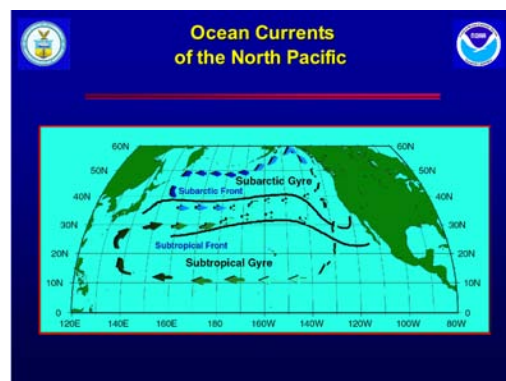 Ocean Currents
of the North Pacific
60N 60N
50N 50N
Subarctic Gyre
40N Subarctic Front 40N
30N 30N
Subtropical Front
20N 20N
Subtropical Gyre
10N 10N
0 0
120E 140E 160E 180 160W 140W 120W 100W 80W